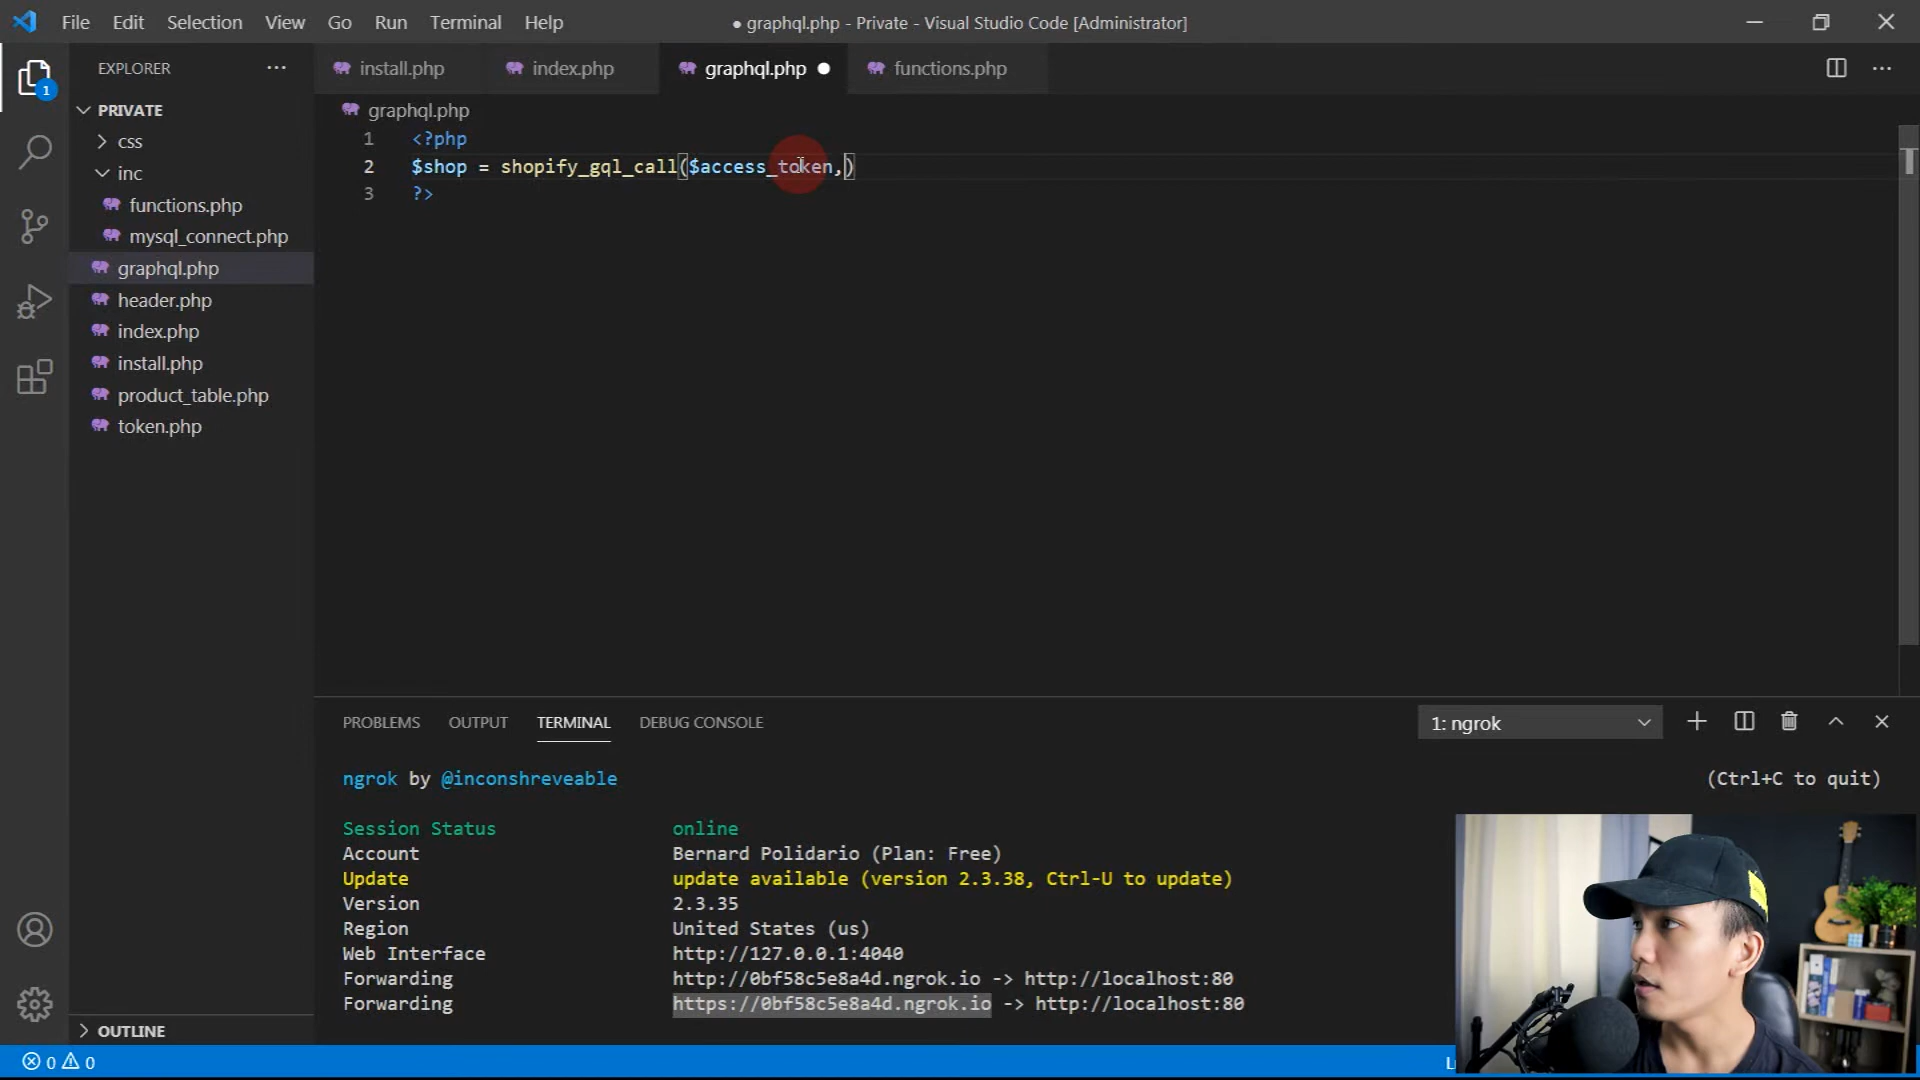 File Edit Selection View Go Run Terminal Help
● graphql.php - Private - Visual Studio Code [Administrator]
EXPLORER
install.php index.php graphql.php functions.php
1
PRIVATE
css
inc
functions.php
mysql_connect.php
graphql.php
header.php
index.php
install.php
product_table.php
token.php
OUTLINE
graphql.php
1 <?php
2 $shop = shopify_gql_call($access_token,)
3 ?>
PROBLEMS OUTPUT TERMINAL DEBUG CONSOLE
1: ngrok
ngrok by @inconshreveable (Ctrl+C to quit)
Session Status online
Account Bernard Polidario (Plan: Free)
Update update available (version 2.3.38, Ctrl-U to update)
Version 2.3.35
Region United States (us)
Web Interface http://127.0.0.1:4040
Forwarding http://0bf58c5e8a4d.ngrok.io -> http://localhost:80
Forwarding https://0bf58c5e8a4d.ngrok.io -> http://localhost:80
0 0